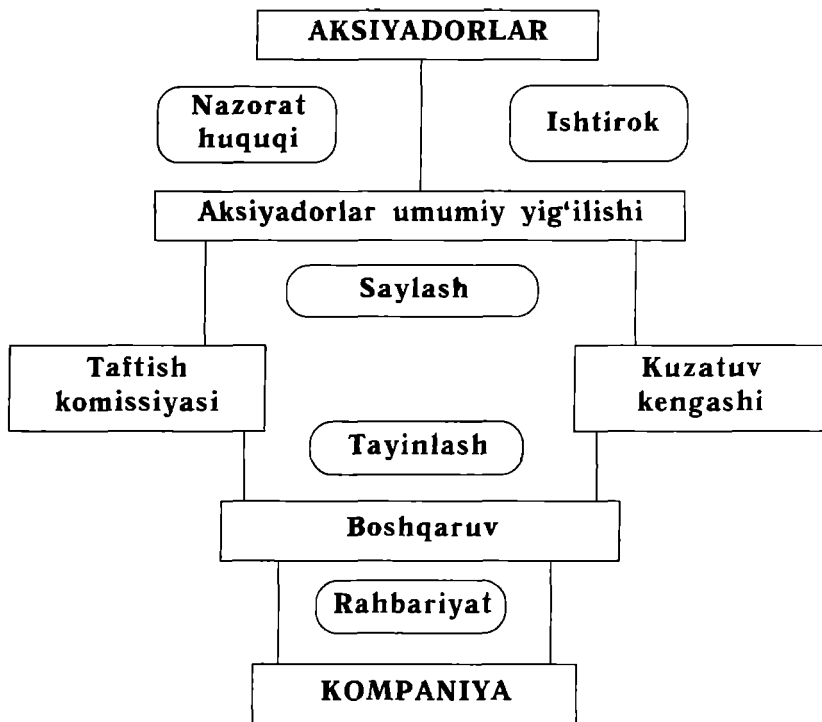 AKSIYADORLAR
Nazorat
huquqi
Ishtirok
Aksiyadorlar umumiy yig‘ilishi
Saylash
Taftish
komissiyasi
Kuzatuv
kengashi
Tayinlash
Boshqaruv
Rahbariyat
KOMPANIYA